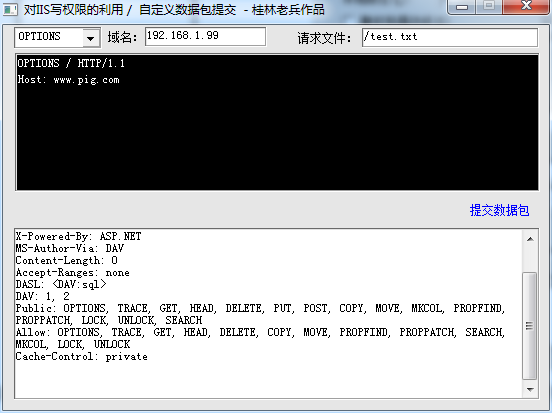 对IIS写权限的利用 / 自定义数据包提交 - 桂林老兵作品
OPTIONS 域名: 192.168.1.99 请求文件: /test.txt
OPTIONS / HTTP/1.1
Host: www.pig.com
提交数据包
X-Powered-By: ASP.NET
MS-Author-Via: DAV
Content-Length: 0
Accept-Ranges: none
DASL: <DAV:sql>
DAV: 1, 2
Public: OPTIONS, TRACE, GET, HEAD, DELETE, PUT, POST, COPY, MOVE, MKCOL, PROPFIND,
PROPPATCH, LOCK, UNLOCK, SEARCH
Allow: OPTIONS, TRACE, GET, HEAD, DELETE, COPY, MOVE, PROPFIND, PROPPATCH, SEARCH,
MKCOL, LOCK, UNLOCK
Cache-Control: private